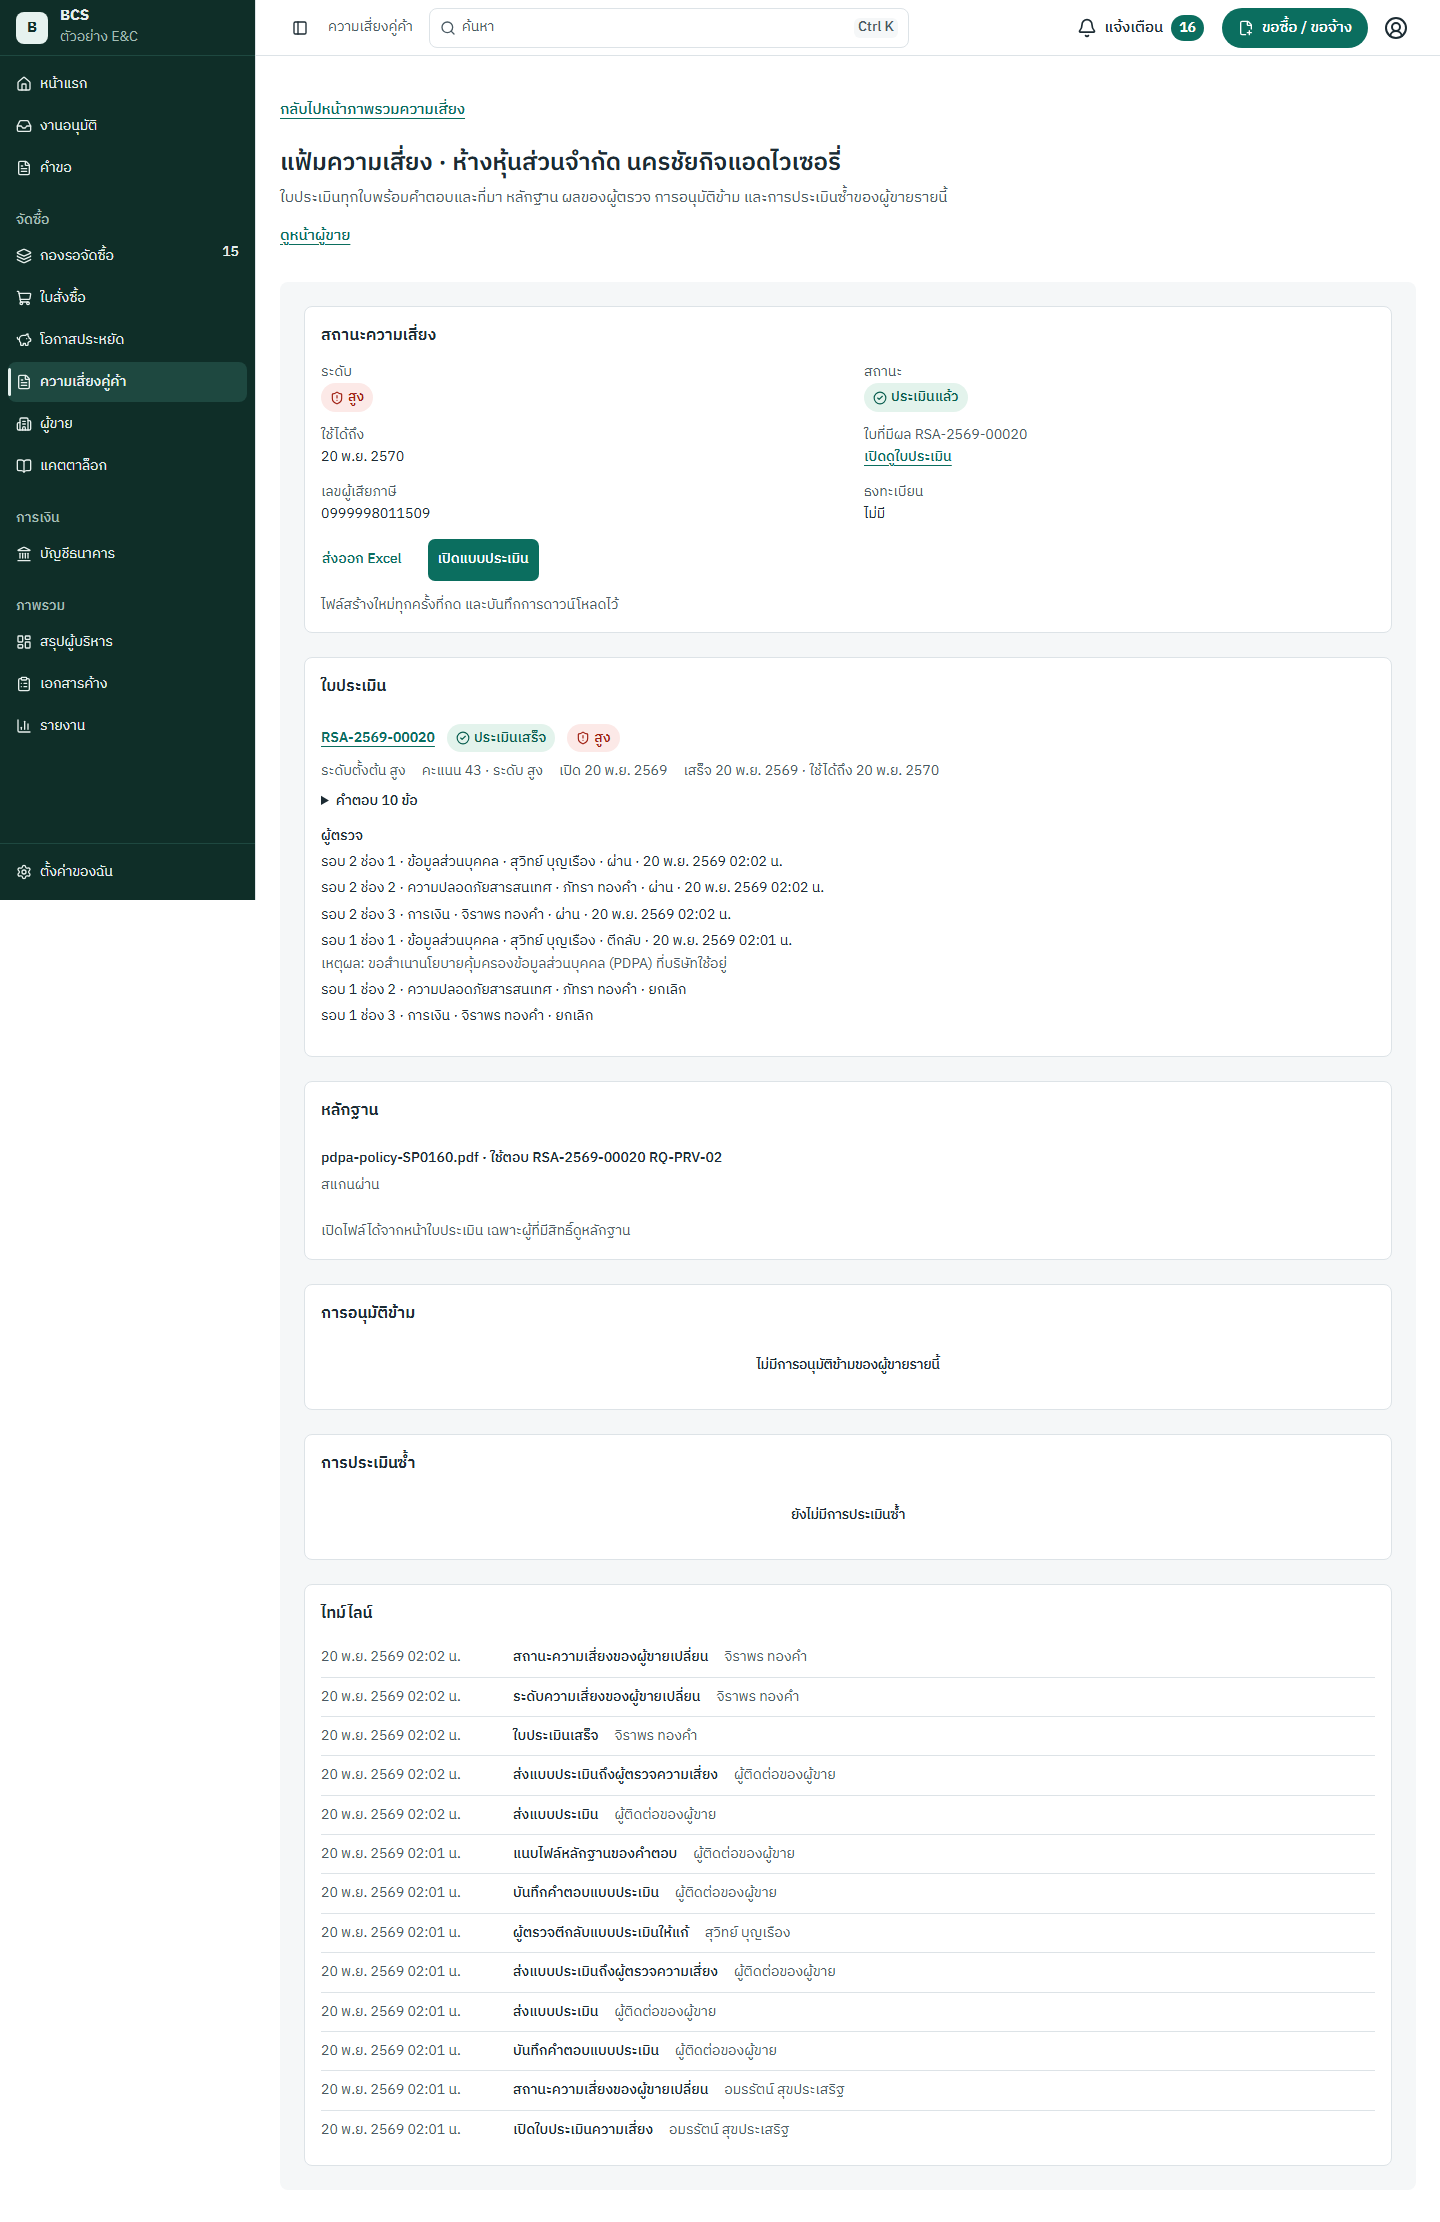 B
BCS
ตัวอย่าง E&C
หน้าแรก
งานอนุมัติ
คำขอ
จัดซื้อ
กองรอจัดซื้อ
15
ใบสั่งซื้อ
โอกาสประหยัด
ความเสี่ยงคู่ค้า
ผู้ขาย
แคตตาล็อก
การเงิน
บัญชีธนาคาร
ภาพรวม
สรุปผู้บริหาร
เอกสารค้าง
รายงาน
ตั้งค่าของฉัน
ความเสี่ยงคู่ค้า
ค้นหา
Ctrl K
แจ้งเตือน 16
ขอซื้อ / ขอจ้าง
กลับไปหน้าภาพรวมความเสี่ยง
แฟ้มความเสี่ยง · ห้างหุ้นส่วนจำกัด นครชัยกิจแอดไวเซอรี่
ใบประเมินทุกใบพร้อมคำตอบและที่มา หลักฐาน ผลของผู้ตรวจ การอนุมัติข้าม และการประเมินซ้ำของผู้ขายรายนี้
ดูหน้าผู้ขาย
สถานะความเสี่ยง
ระดับ
สูง
สถานะ
ประเมินแล้ว
ใช้ได้ถึง
20 พ.ย. 2570
ใบที่มีผล RSA-2569-00020
เปิดดูใบประเมิน
เลขผู้เสียภาษี
0999998011509
ธงทะเบียน
ไม่มี
ส่งออก Excel
เปิดแบบประเมิน
ไฟล์สร้างใหม่ทุกครั้งที่กด และบันทึกการดาวน์โหลดไว้
ใบประเมิน
RSA-2569-00020 ประเมินเสร็จ สูง
ระดับตั้งต้น สูง คะแนน 43 · ระดับ สูง เปิด 20 พ.ย. 2569 เสร็จ 20 พ.ย. 2569 · ใช้ได้ถึง 20 พ.ย. 2570
คำตอบ 10 ข้อ
ผู้ตรวจ
รอบ 2 ช่อง 1 · ข้อมูลส่วนบุคคล · สุวิทย์ บุญเรือง · ผ่าน · 20 พ.ย. 2569 02:02 น.
รอบ 2 ช่อง 2 · ความปลอดภัยสารสนเทศ · ภัทรา ทองคำ · ผ่าน · 20 พ.ย. 2569 02:02 น.
รอบ 2 ช่อง 3 · การเงิน · จิราพร ทองคำ · ผ่าน · 20 พ.ย. 2569 02:02 น.
รอบ 1 ช่อง 1 · ข้อมูลส่วนบุคคล · สุวิทย์ บุญเรือง · ตีกลับ · 20 พ.ย. 2569 02:01 น.
เหตุผล: ขอสำเนานโยบายคุ้มครองข้อมูลส่วนบุคคล (PDPA) ที่บริษัทใช้อยู่
รอบ 1 ช่อง 2 · ความปลอดภัยสารสนเทศ · ภัทรา ทองคำ · ยกเลิก
รอบ 1 ช่อง 3 · การเงิน · จิราพร ทองคำ · ยกเลิก
หลักฐาน
pdpa-policy-SP0160.pdf · ใช้ตอบ RSA-2569-00020 RQ-PRV-02
สแกนผ่าน
เปิดไฟล์ได้จากหน้าใบประเมิน เฉพาะผู้ที่มีสิทธิ์ดูหลักฐาน
การอนุมัติข้าม
ไม่มีการอนุมัติข้ามของผู้ขายรายนี้
การประเมินซ้ำ
ยังไม่มีการประเมินซ้ำ
ไทม์ไลน์
20 พ.ย. 2569 02:02 น. สถานะความเสี่ยงของผู้ขายเปลี่ยน จิราพร ทองคำ
20 พ.ย. 2569 02:02 น. ระดับความเสี่ยงของผู้ขายเปลี่ยน จิราพร ทองคำ
20 พ.ย. 2569 02:02 น. ใบประเมินเสร็จ จิราพร ทองคำ
20 พ.ย. 2569 02:02 น. ส่งแบบประเมินถึงผู้ตรวจความเสี่ยง ผู้ติดต่อของผู้ขาย
20 พ.ย. 2569 02:02 น. ส่งแบบประเมิน ผู้ติดต่อของผู้ขาย
20 พ.ย. 2569 02:01 น. แนบไฟล์หลักฐานของคำตอบ ผู้ติดต่อของผู้ขาย
20 พ.ย. 2569 02:01 น. บันทึกคำตอบแบบประเมิน ผู้ติดต่อของผู้ขาย
20 พ.ย. 2569 02:01 น. ผู้ตรวจตีกลับแบบประเมินให้แก้ สุวิทย์ บุญเรือง
20 พ.ย. 2569 02:01 น. ส่งแบบประเมินถึงผู้ตรวจความเสี่ยง ผู้ติดต่อของผู้ขาย
20 พ.ย. 2569 02:01 น. ส่งแบบประเมิน ผู้ติดต่อของผู้ขาย
20 พ.ย. 2569 02:01 น. บันทึกคำตอบแบบประเมิน ผู้ติดต่อของผู้ขาย
20 พ.ย. 2569 02:01 น. สถานะความเสี่ยงของผู้ขายเปลี่ยน อมรรัตน์ สุขประเสริฐ
20 พ.ย. 2569 02:01 น. เปิดใบประเมินความเสี่ยง อมรรัตน์ สุขประเสริฐ